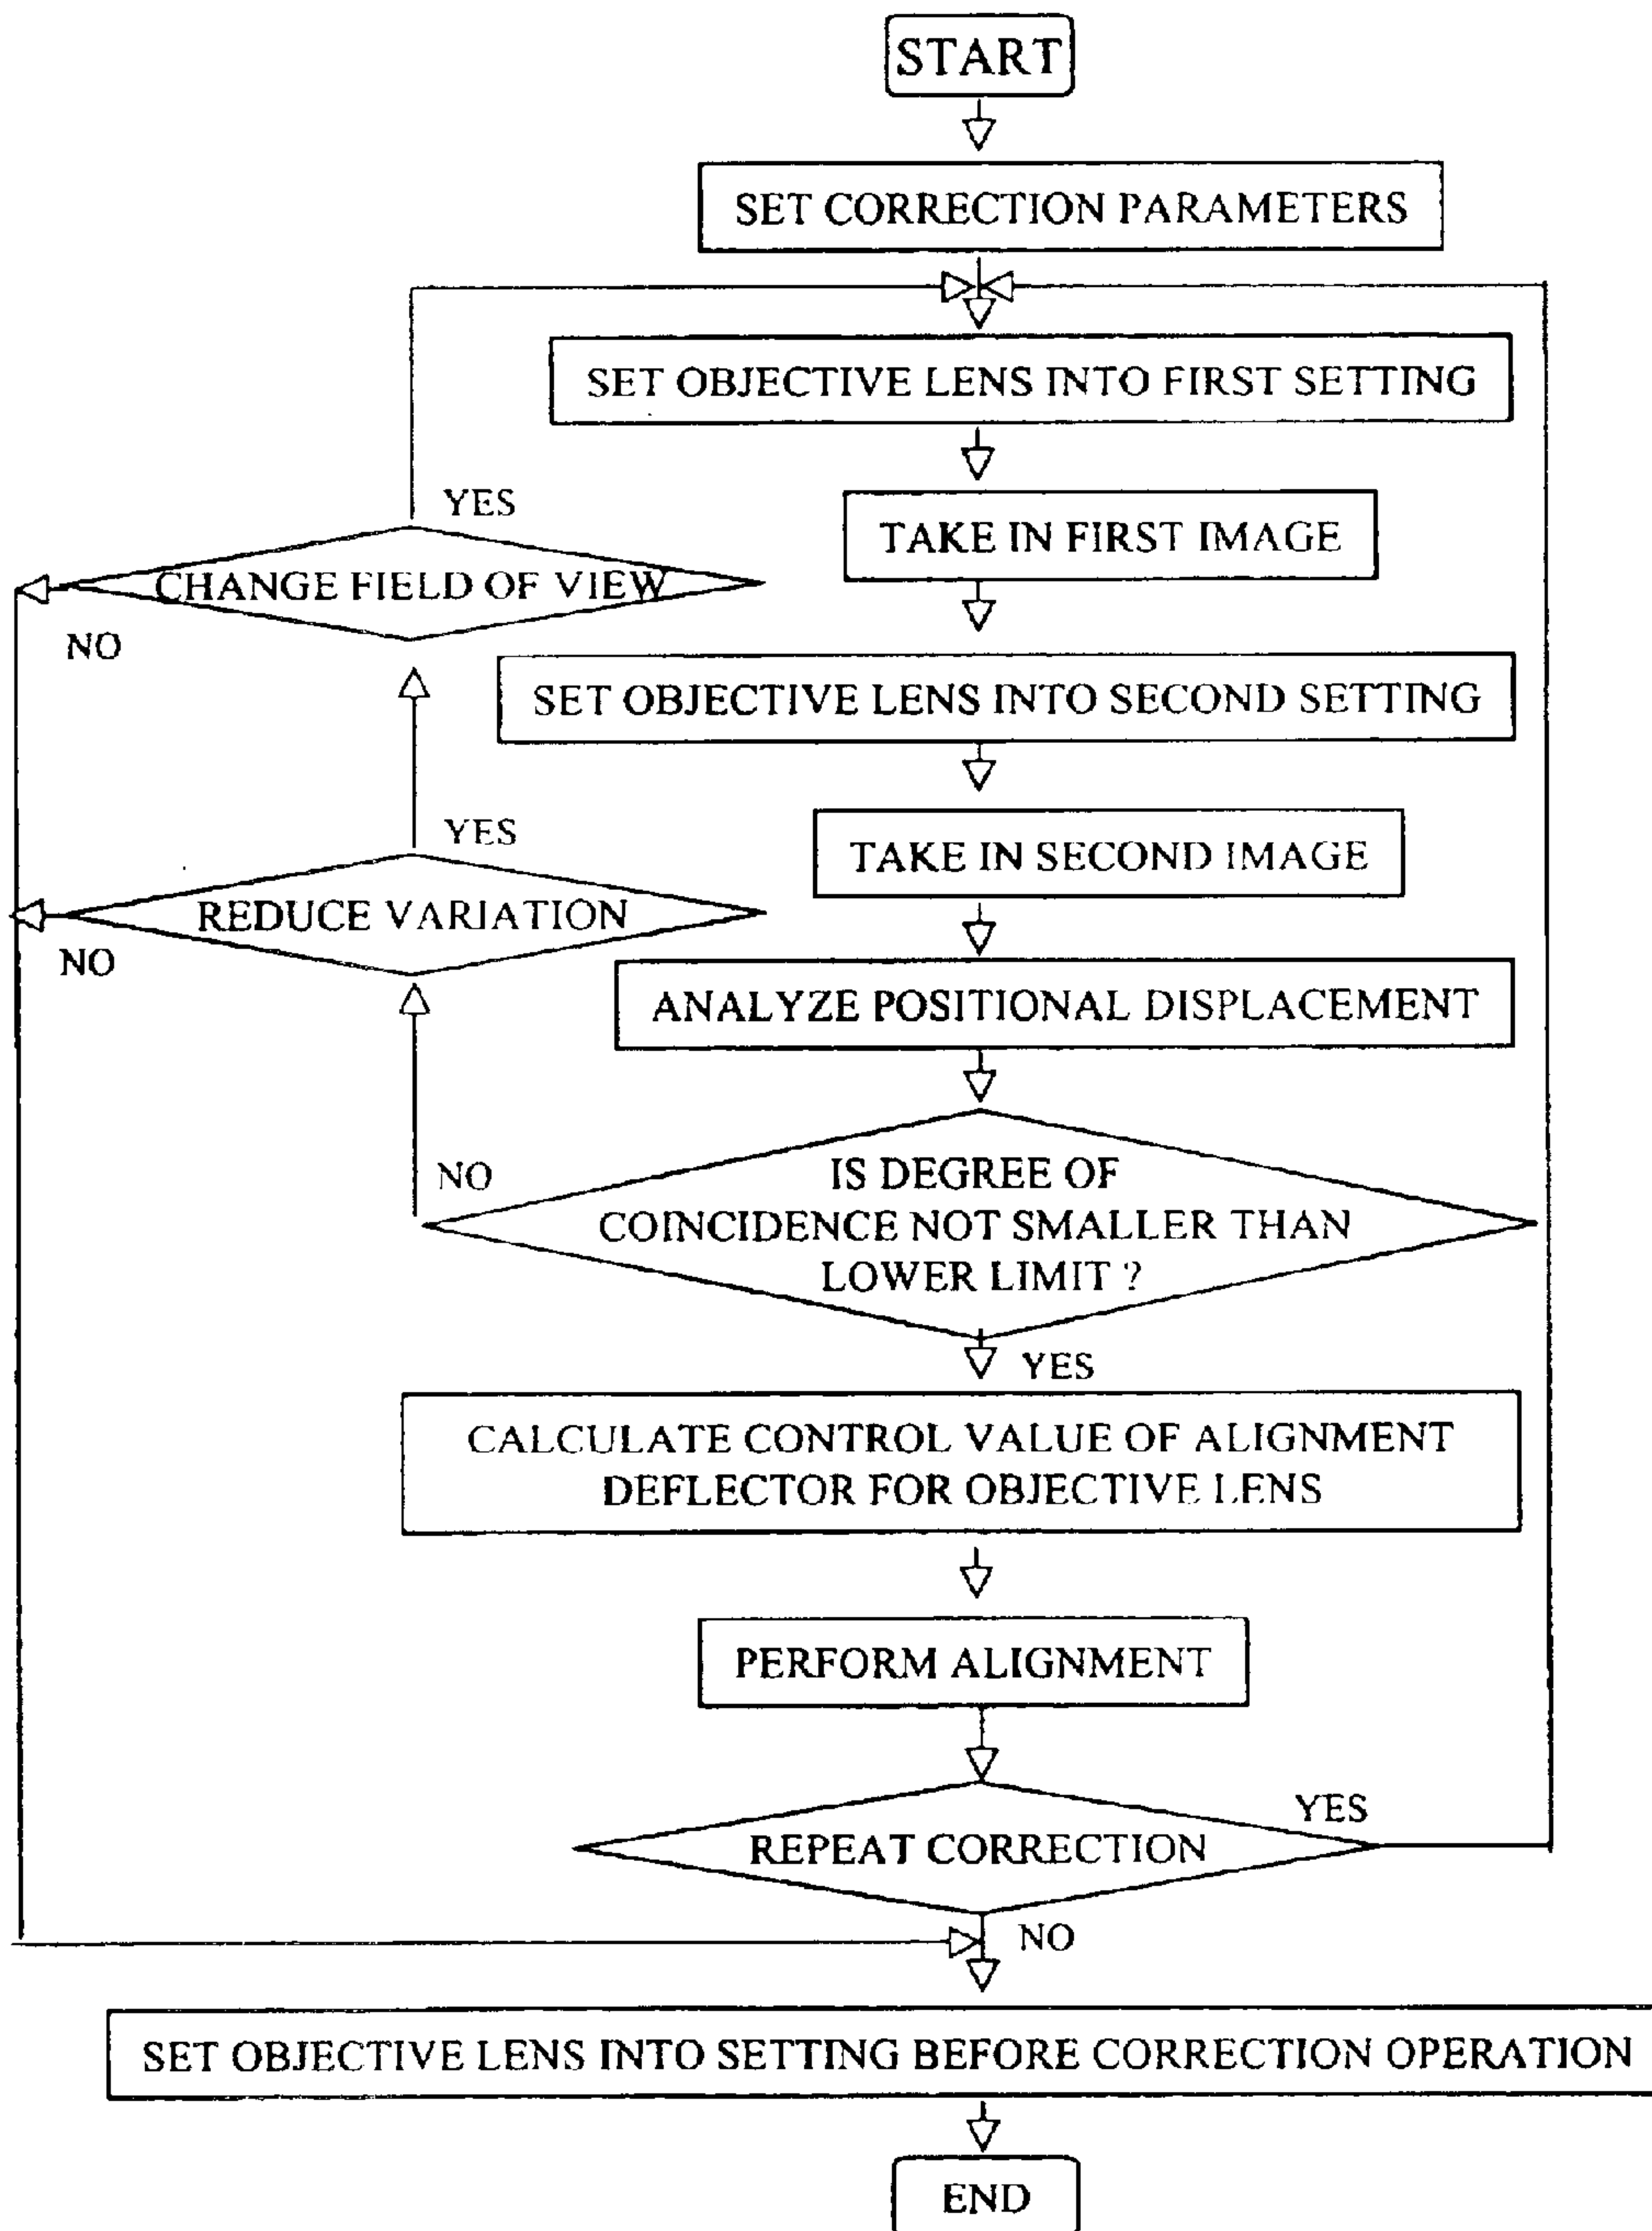 START
SET CORRECTION PARAMETERS
SET OBJECTIVE LENS INTO FIRST SETTING
YES
TAKE IN FIRST IMAGE
CHANGE FIELD OF VIEW
NO
SET OBJECTIVE LENS INTO SECOND SETTING
YES
TAKE IN SECOND IMAGE
REDUCE VARIATION
NO
ANALYZE POSITIONAL DISPLACEMENT
NO
IS DEGREE OF
COINCIDENCE NOT SMALLER THAN
LOWER LIMIT ?
YES
CALCULATE CONTROL VALUE OF ALIGNMENT
DEFLECTOR FOR OBJECTIVE LENS
PERFORM ALIGNMENT
YES
REPEAT CORRECTION
NO
SET OBJECTIVE LENS INTO SETTING BEFORE CORRECTION OPERATION
END